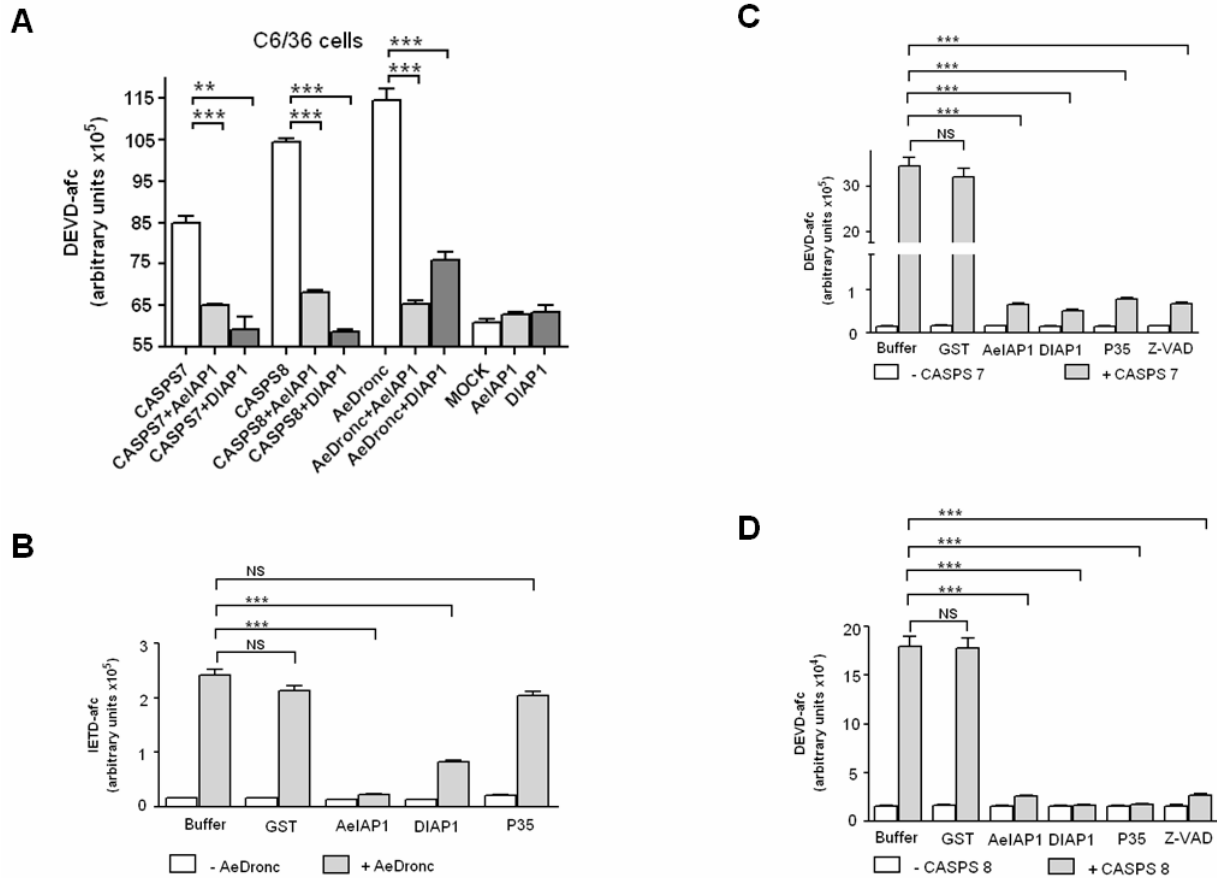 A
C6/36 cells
***
**
***
***
***
***
***
DEVD-afc
(arbitrary units x10⁵)
115
105
95
85
75
65
55
CASPS7
CASPS7+AeIAP1
CASPS7+DIAP1
CASPS8
CASPS8+AeIAP1
CASPS8+DIAP1
AeDronc
AeDronc+AeIAP1
AeDronc+DIAP1
MOCK
AeIAP1
DIAP1
B
NS
***
***
NS
IETD-afc
(arbitrary units x10⁵)
3
2
1
0
Buffer GST AeIAP1 DIAP1 P35
- AeDronc + AeDronc
C
***
***
***
***
NS
DEVD-afc
(arbitrary units x10⁵)
30
20
1
0
Buffer GST AeIAP1 DIAP1 P35 Z-VAD
- CASPS 7 + CASPS 7
D
***
***
***
***
NS
DEVD-afc
(arbitrary units x10⁴)
20
15
10
5
0
Buffer GST AeIAP1 DIAP1 P35 Z-VAD
- CASPS 8 + CASPS 8